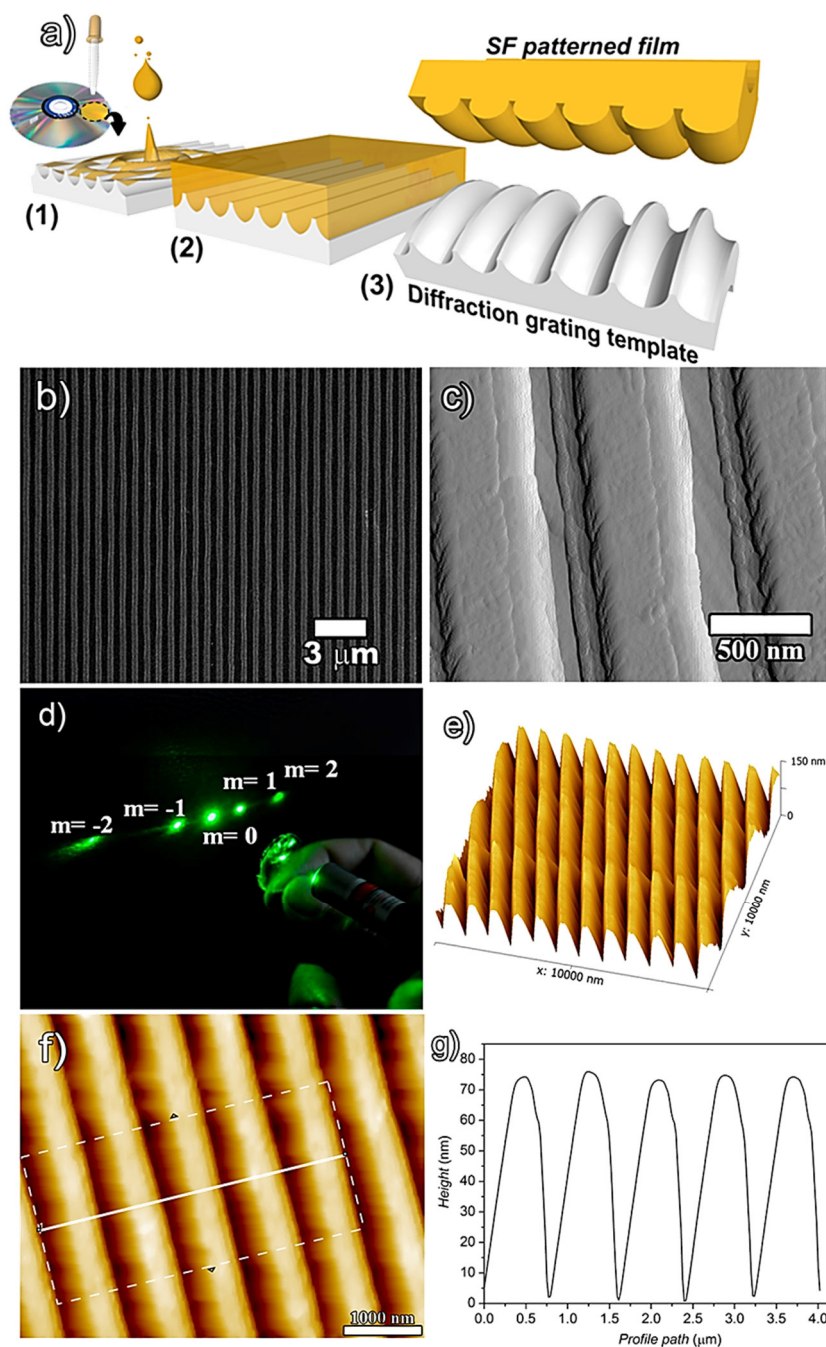 a)
SF patterned film
(1)
(2)
(3)
Diffraction grating template
b)
3 μm
c)
500 nm
d)
m= -2
m= -1
m= 0
m= 1
m= 2
e)
150 nm
0
y: 10000 nm
x: 10000 nm
f)
1000 nm
g)
Height (nm)
80
70
60
50
40
30
20
10
0
0.0 0.5 1.0 1.5 2.0 2.5 3.0 3.5 4.0
Profile path (μm)